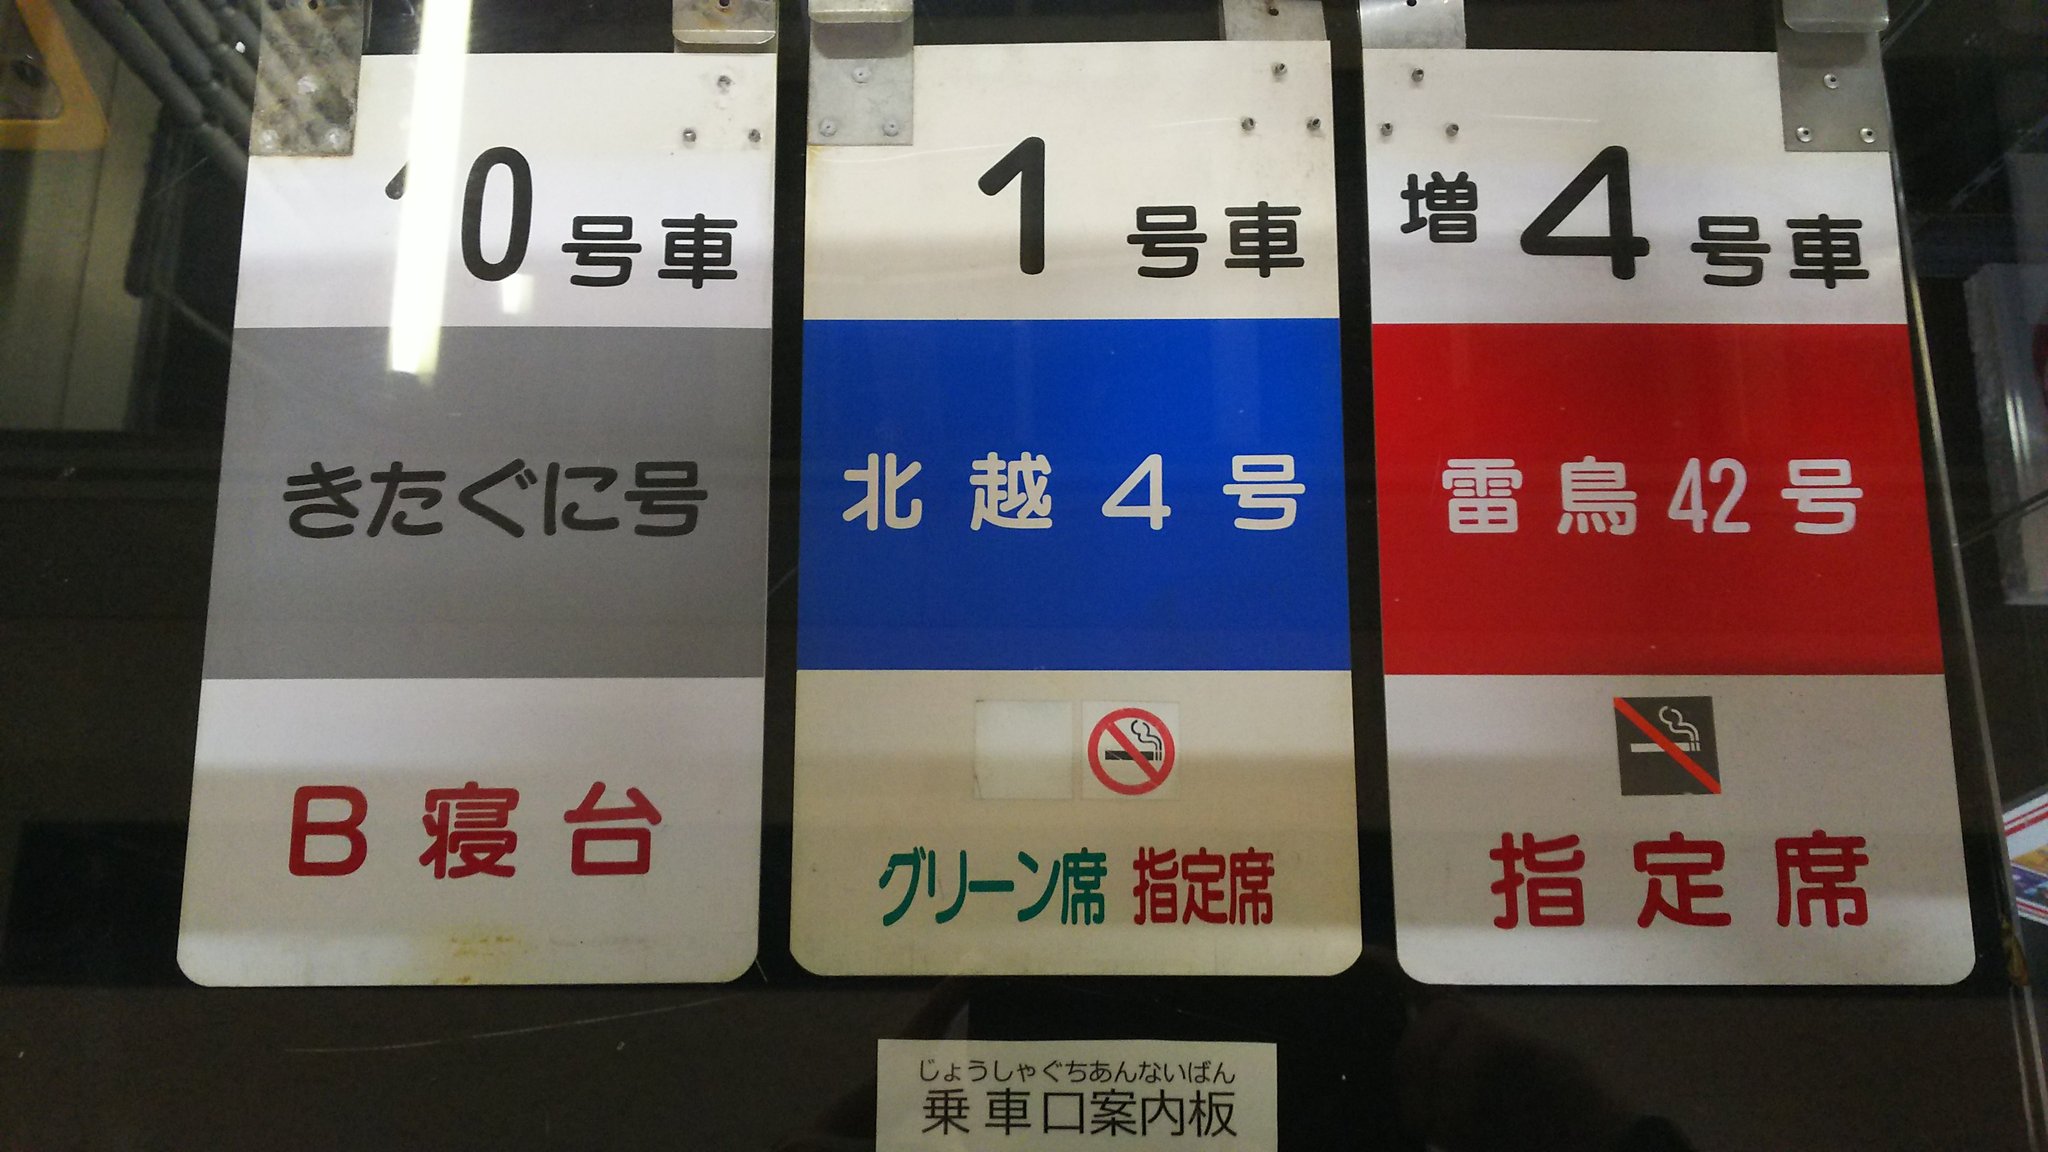 10号車
きたぐに号
B寝台
1号車
北越4号
グリーン席 指定席
増4号車
雷鳥42号
指定席
じょうしゃぐちあんないばん
乗車口案内板